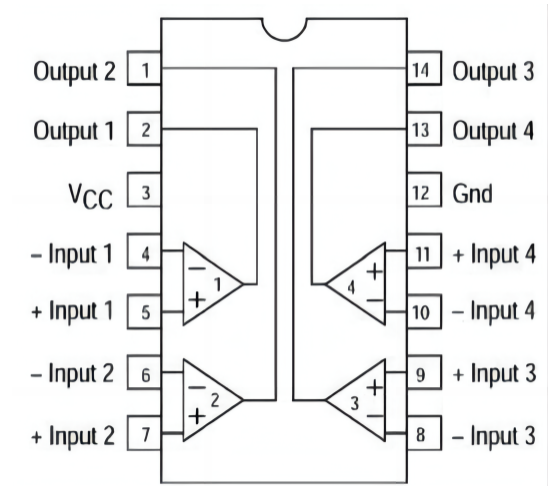 Output 2 1 14 Output 3
Output 1 2 13 Output 4
VCC 3 12 Gnd
– Input 1 4 11 + Input 4
– + 1 4 + –
+ Input 1 5 10 – Input 4
– Input 2 6 9 + Input 3
– + 2 3 + –
+ Input 2 7 8 – Input 3